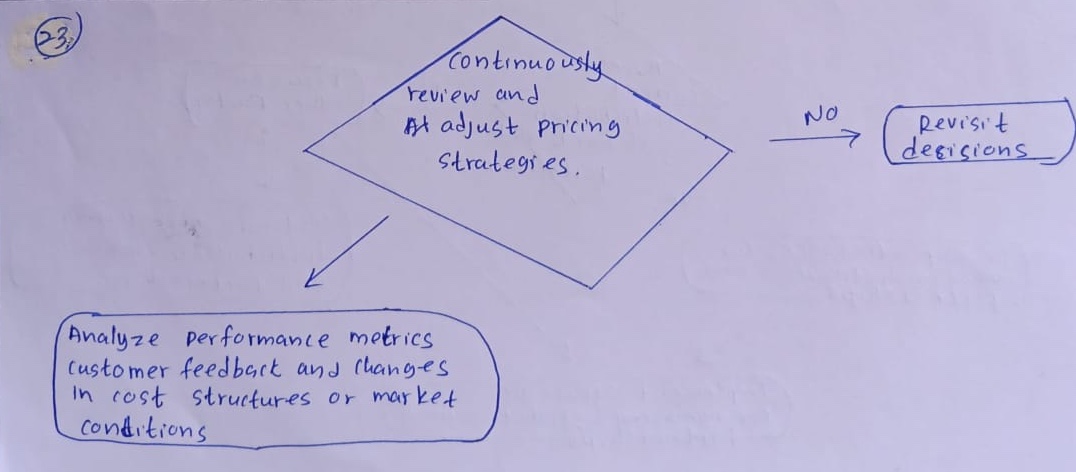 23.
continuously
review and
adjust pricing
strategies.
NO
Revisit
decisions
Analyze performance metrics
customer feedback and changes
in cost structures or market
conditions